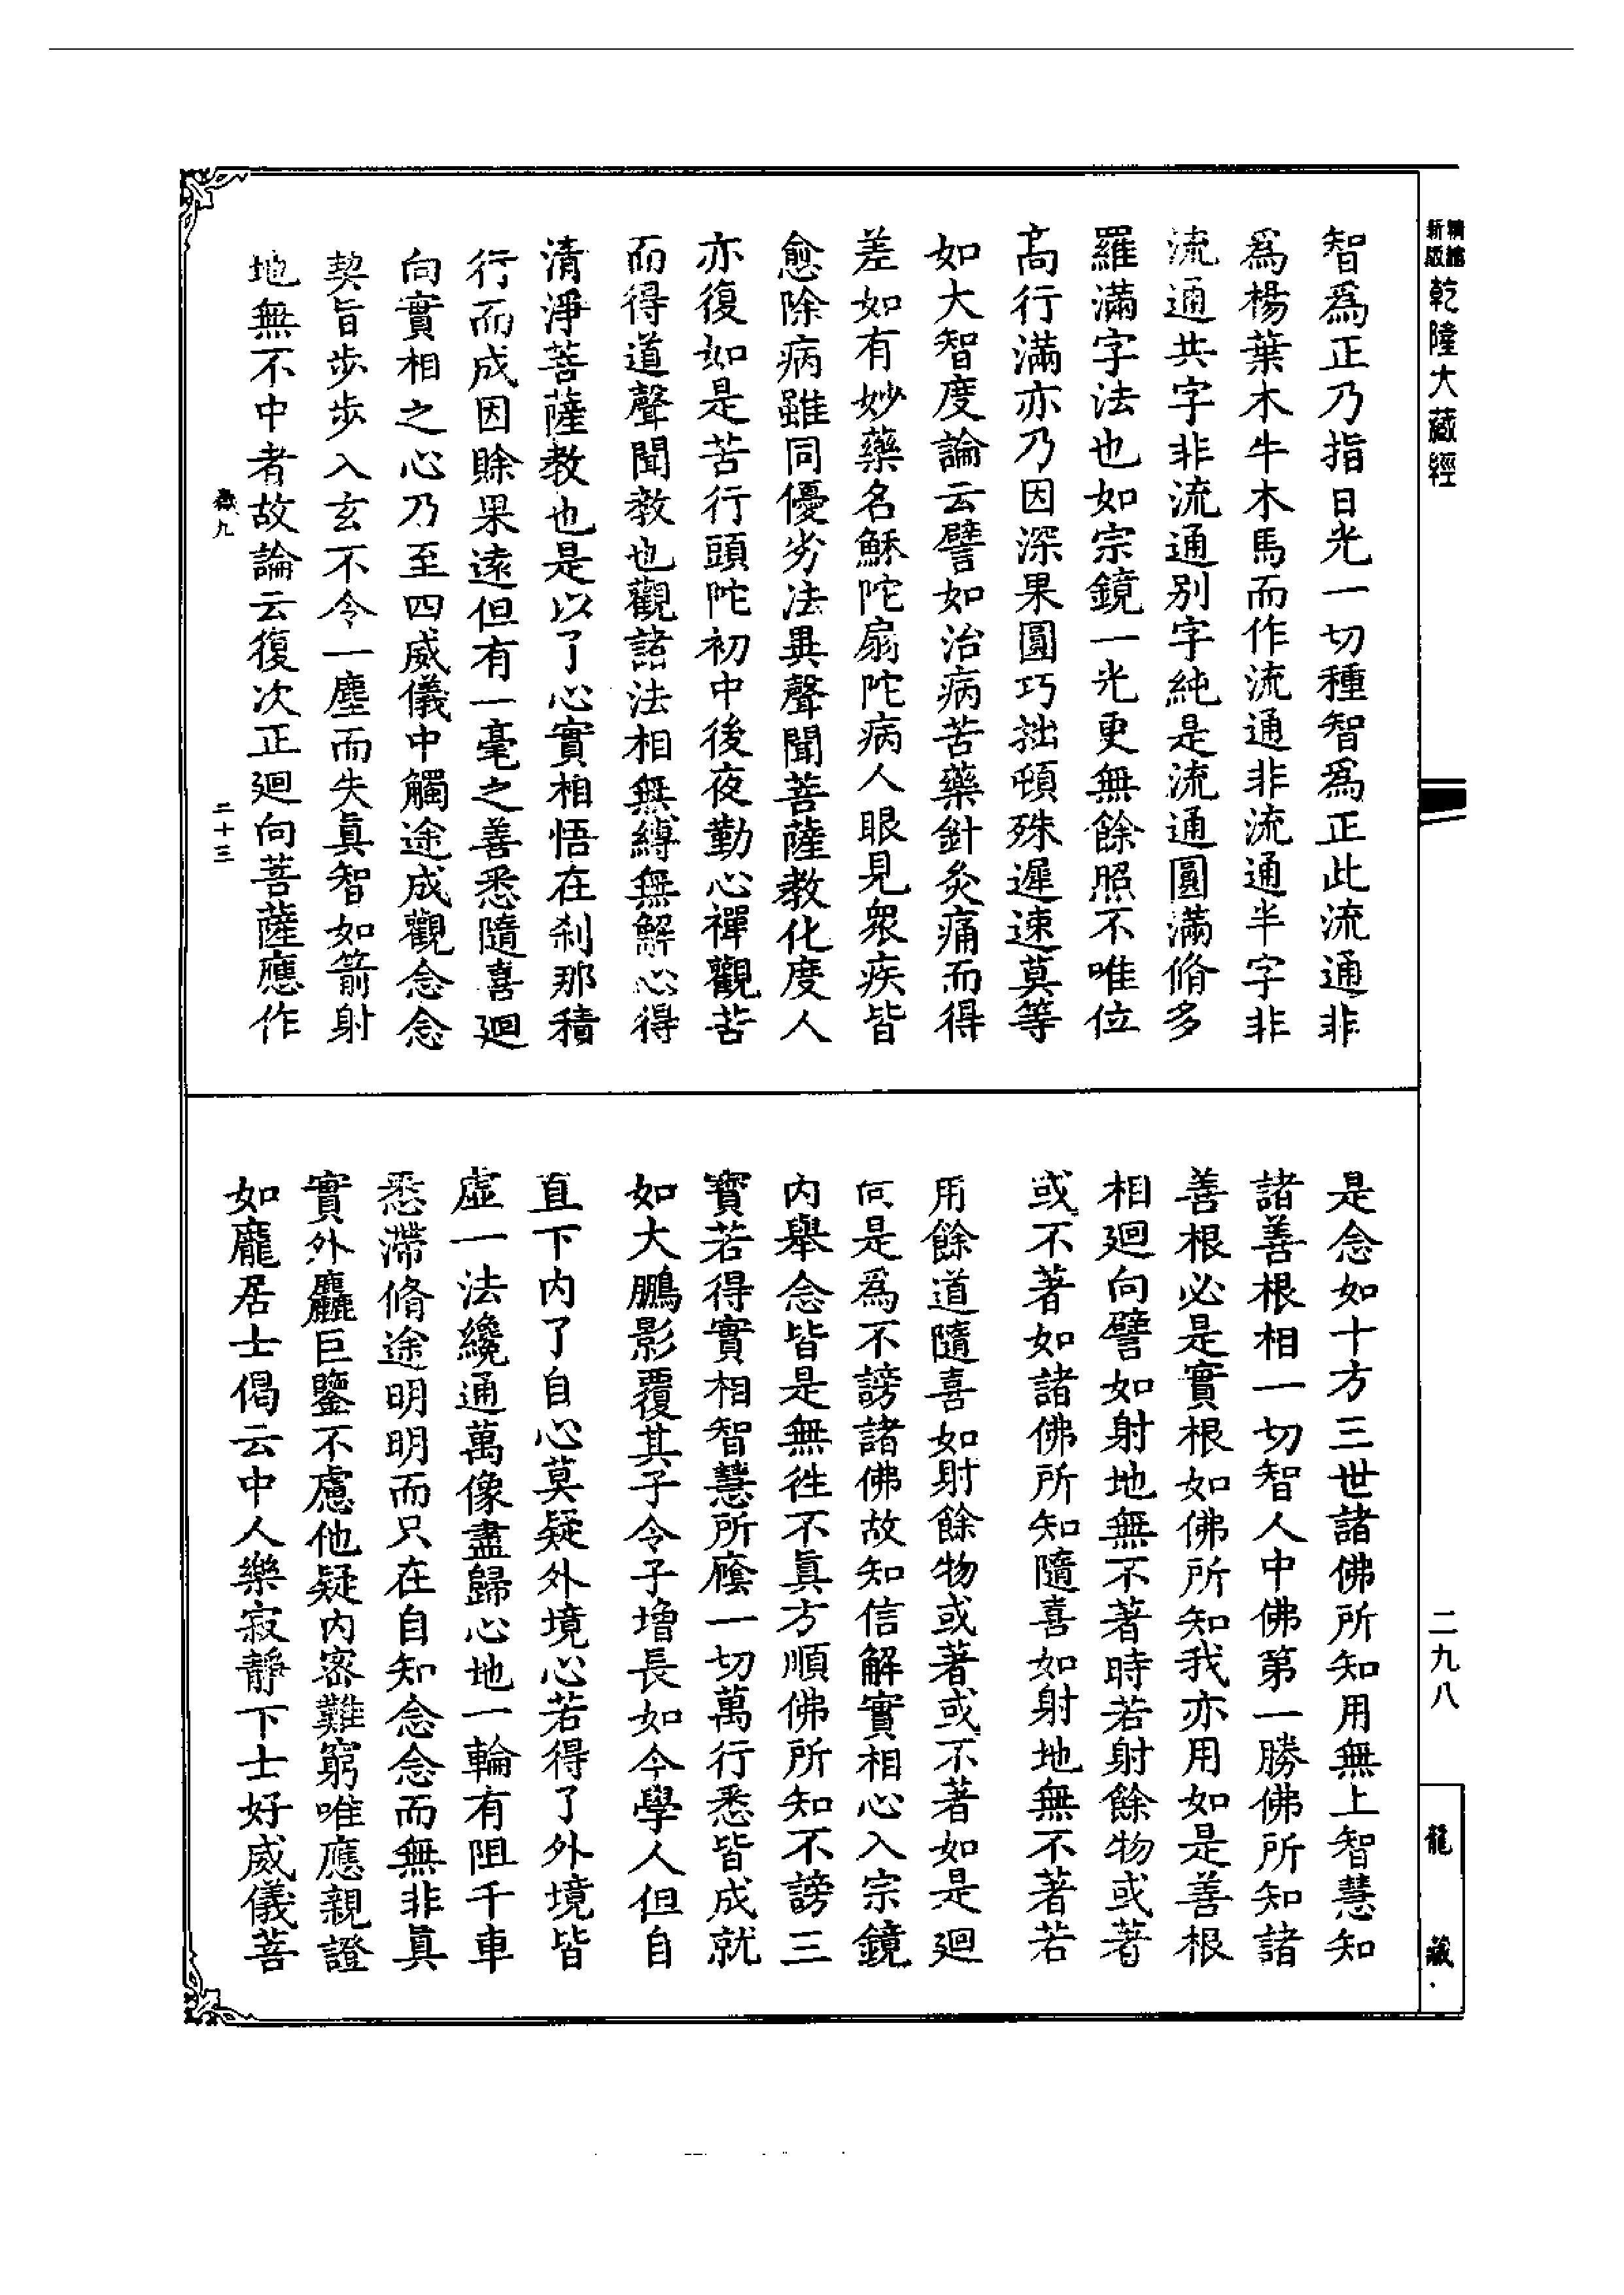 精縮新版
乾隆大藏經
智爲正乃指日光一切種智爲正此流通非
爲楊葉木牛木馬而作流通非流通半字非
流通共字非流通別字純是流通圓滿脩多
羅滿字法也如宗鏡一光更無餘照不唯位
高行滿亦乃因深果圓巧拙頓殊遲速莫等
如大智度論云譬如治病苦藥針灸痛而得
差如有妙藥名穌陀扇陀病人眼見衆疾皆
愈除病雖同優劣法異聲聞菩薩教化度人
亦復如是苦行頭陀初中後夜勤心禪觀苦
而得道聲聞教也觀諸法相無縛無解心得
清淨菩薩教也是以了心實相悟在刹那積
行而成因賒果遠但有一毫之善悉隨喜廻
向實相之心乃至四威儀中觸途成觀念念
契旨步步入玄不令一塵而失眞智如箭射
地無不中者故論云復次正廻向菩薩應作
九
二十三
是念如十方三世諸佛所知用無上智慧知
諸善根相一切智人中佛第一勝佛所知諸
善根必是實根如佛所知我亦用如是善根
相廻向譬如射地無不著時若射餘物或著
或不著如諸佛所知隨喜如射地無不著若
用餘道隨喜如射餘物或著或不著如是廻
向是爲不謗諸佛故知信解實相心入宗鏡
内舉念皆是無徃不眞方順佛所知不謗三
寶若得實相智慧所廕一切萬行悉皆成就
如大鵬影覆其子令子增長如今學人但自
直下内了自心莫疑外境心若得了外境皆
虛一法纔通萬像盡歸心地一輪有阻千車
悉滯脩途明明而只在自知念念而無非眞
實外麤巨鑒不慮他疑内密難窮唯應親證
如龐居士偈云中人樂寂靜下士好威儀菩
二九八
龍藏